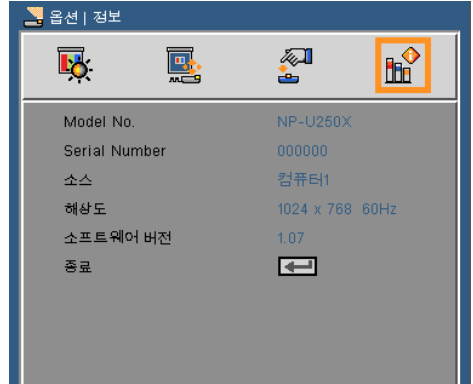 옵션 | 정보
Model No. NP-U250X
Serial Number 000000
소스 컴퓨터1
해상도 1024 x 768 60Hz
소프트웨어 버전 1.07
종료